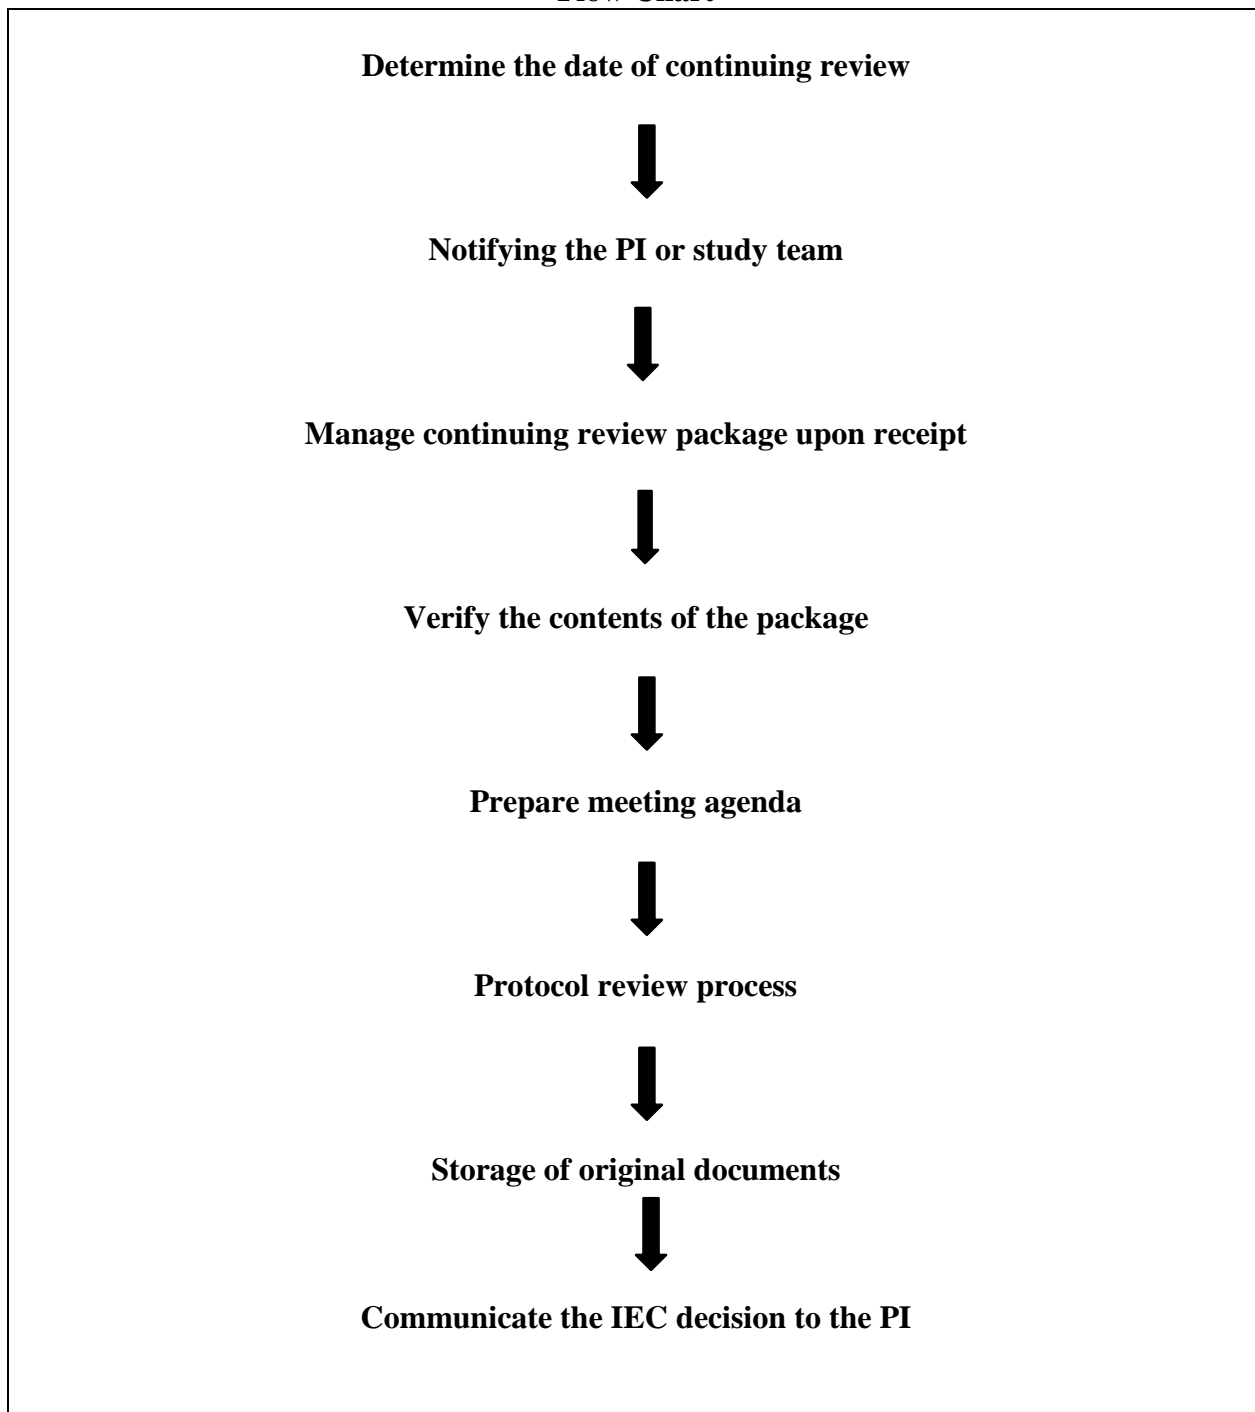 Flow Chart
Determine the date of continuing review
Notifying the PI or study team
Manage continuing review package upon receipt
Verify the contents of the package
Prepare meeting agenda
Protocol review process
Storage of original documents
Communicate the IEC decision to the PI